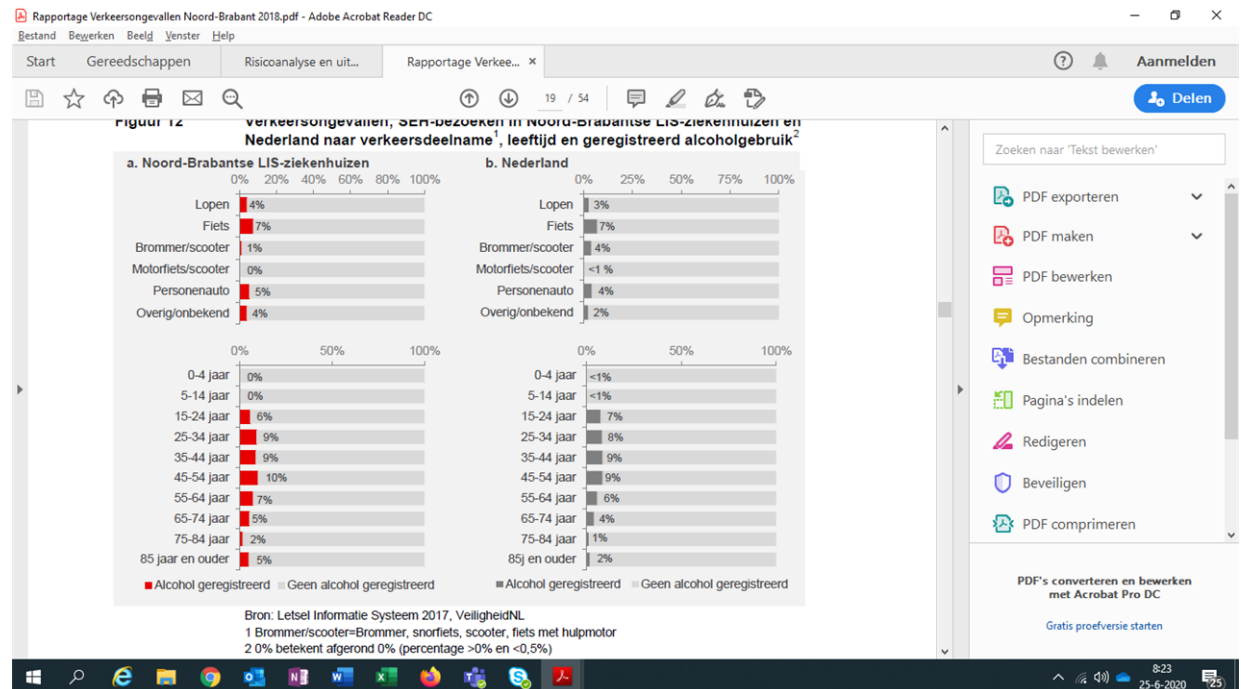 Rapportage Verkeersongevallen Noord-Brabant 2018.pdf - Adobe Acrobat Reader DC
Bestand Bewerken Beeld Venster Help
Start Gereedschappen Risicoanalyse en uit... Rapportage Verkee... × Aanmelden
19 / 54 Delen
Figuur 12 Verkeersongevallen, SEH-bezoeken in Noord-Brabantse LIS-ziekenhuizen en
Nederland naar verkeersdeelname1, leeftijd en geregistreerd alcoholgebruik2
a. Noord-Brabantse LIS-ziekenhuizen
0% 20% 40% 60% 80% 100%
Lopen 4%
Fiets 7%
Brommer/scooter 1%
Motorfiets/scooter 0%
Personenauto 5%
Overig/onbekend 4%
0% 50% 100%
0-4 jaar 0%
5-14 jaar 0%
15-24 jaar 6%
25-34 jaar 9%
35-44 jaar 9%
45-54 jaar 10%
55-64 jaar 7%
65-74 jaar 5%
75-84 jaar 2%
85 jaar en ouder 5%
Alcohol geregistreerd Geen alcohol geregistreerd
b. Nederland
0% 25% 50% 75% 100%
Lopen 3%
Fiets 7%
Brommer/scooter 4%
Motorfiets/scooter <1 %
Personenauto 4%
Overig/onbekend 2%
0% 50% 100%
0-4 jaar <1%
5-14 jaar <1%
15-24 jaar 7%
25-34 jaar 8%
35-44 jaar 9%
45-54 jaar 9%
55-64 jaar 6%
65-74 jaar 4%
75-84 jaar 1%
85j en ouder 2%
Alcohol geregistreerd Geen alcohol geregistreerd
Bron: Letsel Informatie Systeem 2017, VeiligheidNL
1 Brommer/scooter=Brommer, snorfiets, scooter, fiets met hulpmotor
2 0% betekent afgerond 0% (percentage >0% en <0,5%)
Zoeken naar 'Tekst bewerken'
PDF exporteren
PDF maken
PDF bewerken
Opmerking
Bestanden combineren
Pagina's indelen
Redigeren
Beveiligen
PDF comprimeren
PDF's converteren en bewerken
met Acrobat Pro DC
Gratis proefversie starten
8:23
25-6-2020
25